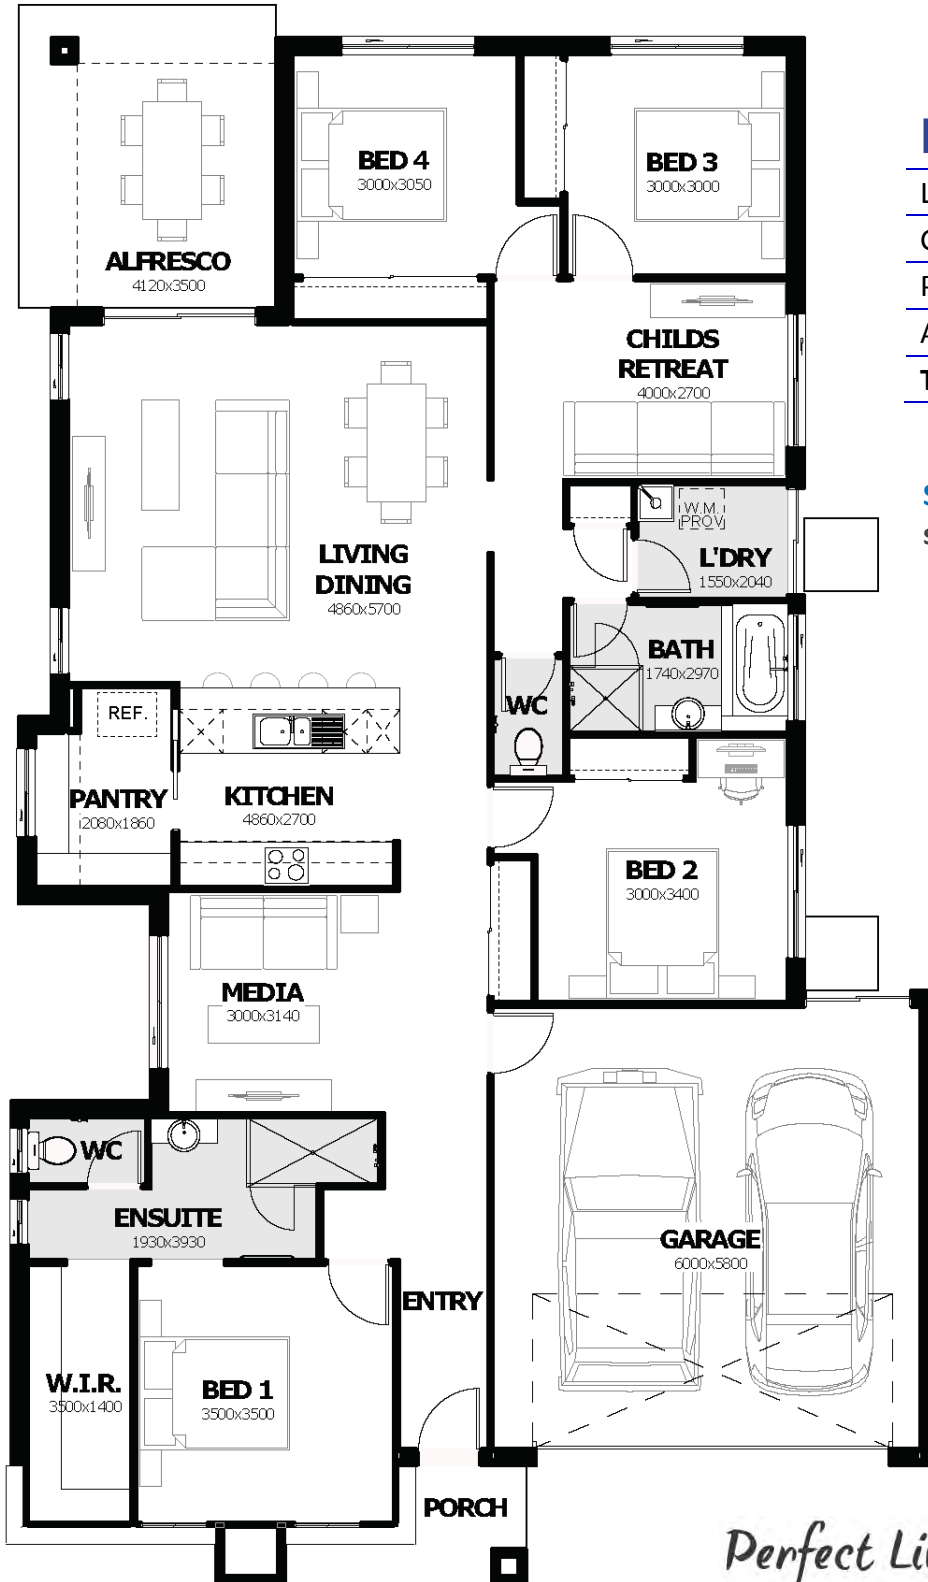 BED 4
3000x3050
BED 3
3000x3000
ALFRESCO
4120x3500
CHILDS
RETREAT
4000x2700
LIVING
DINING
4860x5700
W.M.
PROV
L'DRY
1550x2040
BATH
1740x2970
WC
REF.
PANTRY
2080x1860
KITCHEN
4860x2700
BED 2
3000x3400
MEDIA
3000x3140
WC
ENSUITE
1930x3930
GARAGE
6000x5800
ENTRY
W.I.R.
3500x1400
BED 1
3500x3500
PORCH
Perfect